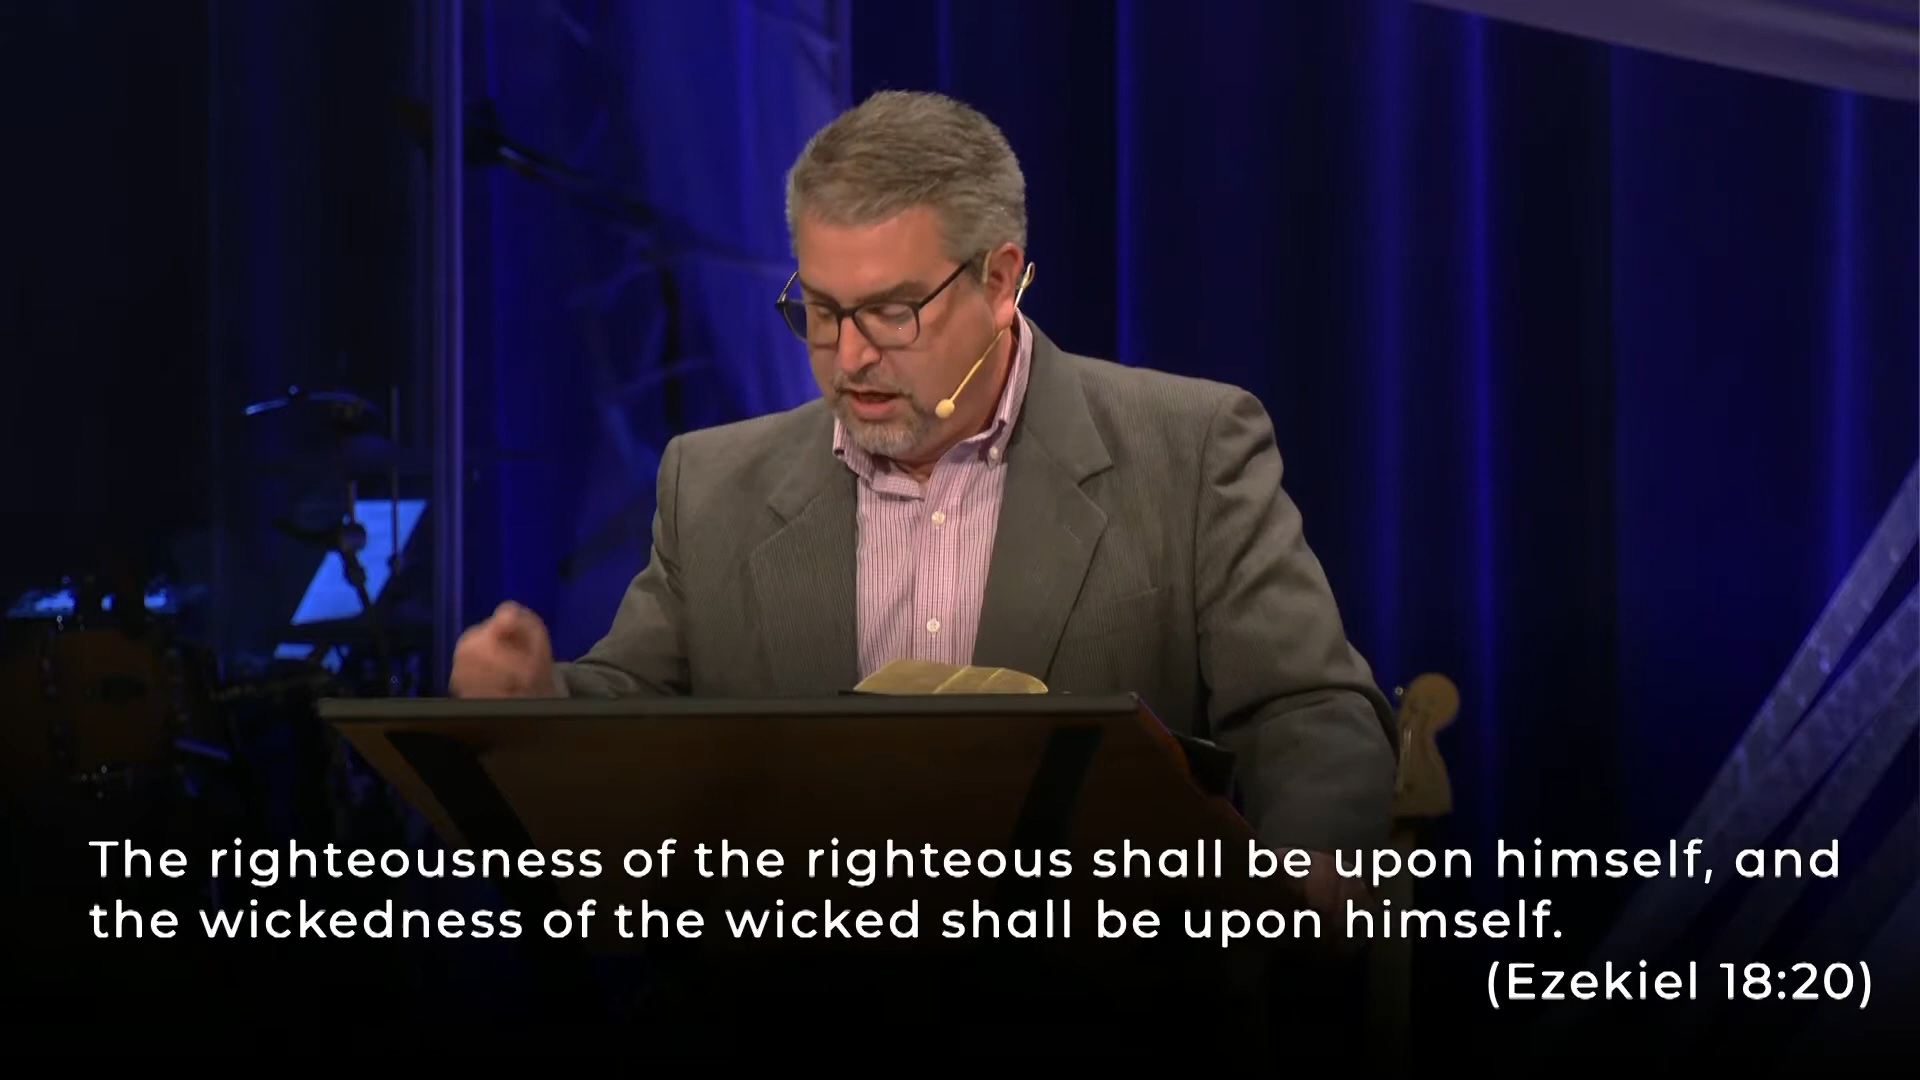 The righteousness of the righteous shall be upon himself, and
the wickedness of the wicked shall be upon himself.
(Ezekiel 18:20)